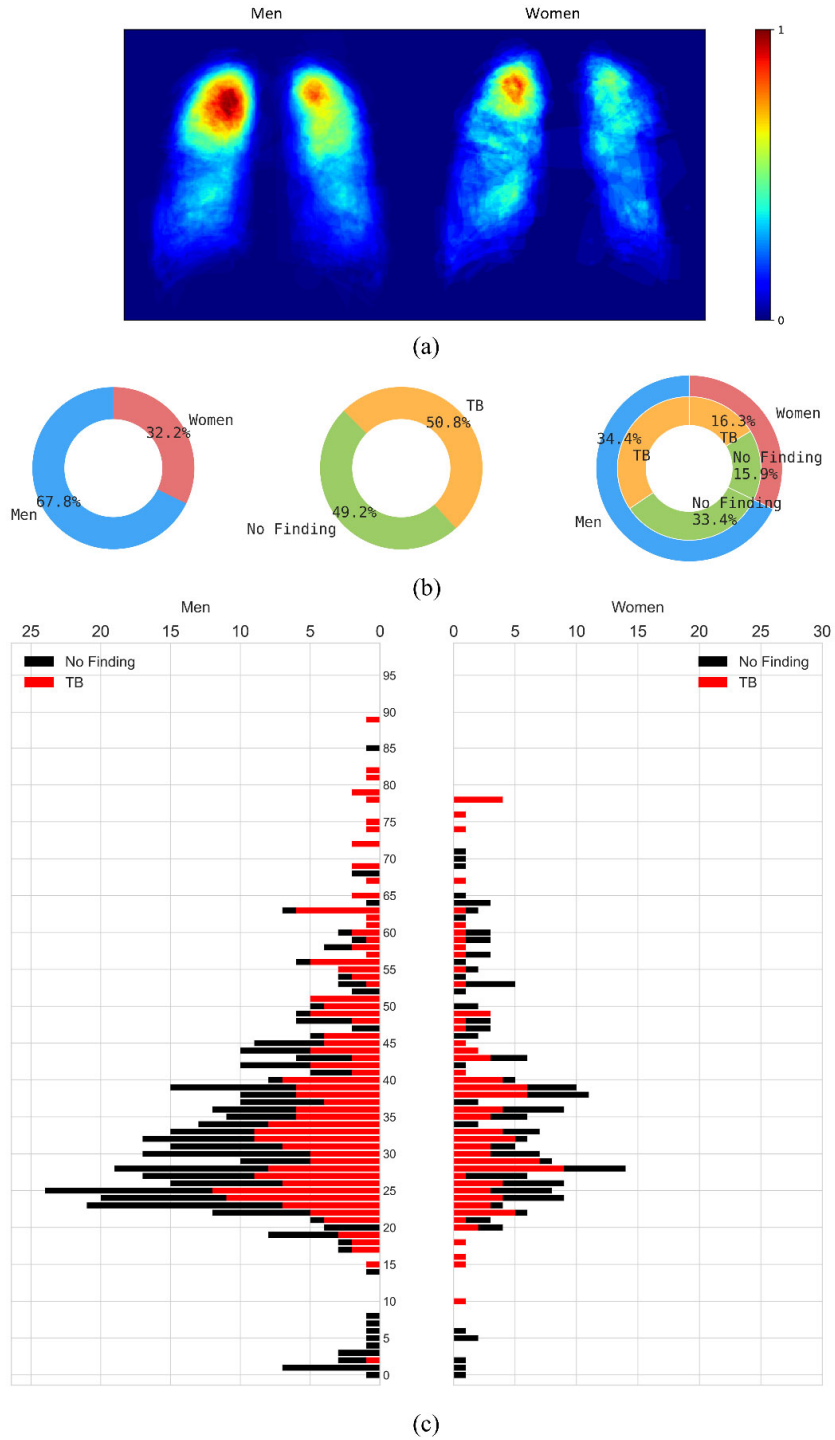 Men Women
1
0
(a)
Women
32.2%
67.8%
Men
TB
50.8%
49.2%
No Finding
16.3%
TB
Women
34.4%
TB
No Finding
15.9%
No Finding
33.4%
Men
(b)
Men Women
25 20 15 10 5 0 0 5 10 15 20 25 30
No Finding
TB
No Finding
TB
95
90
85
80
75
70
65
60
55
50
45
40
35
30
25
20
15
10
5
0
(c)